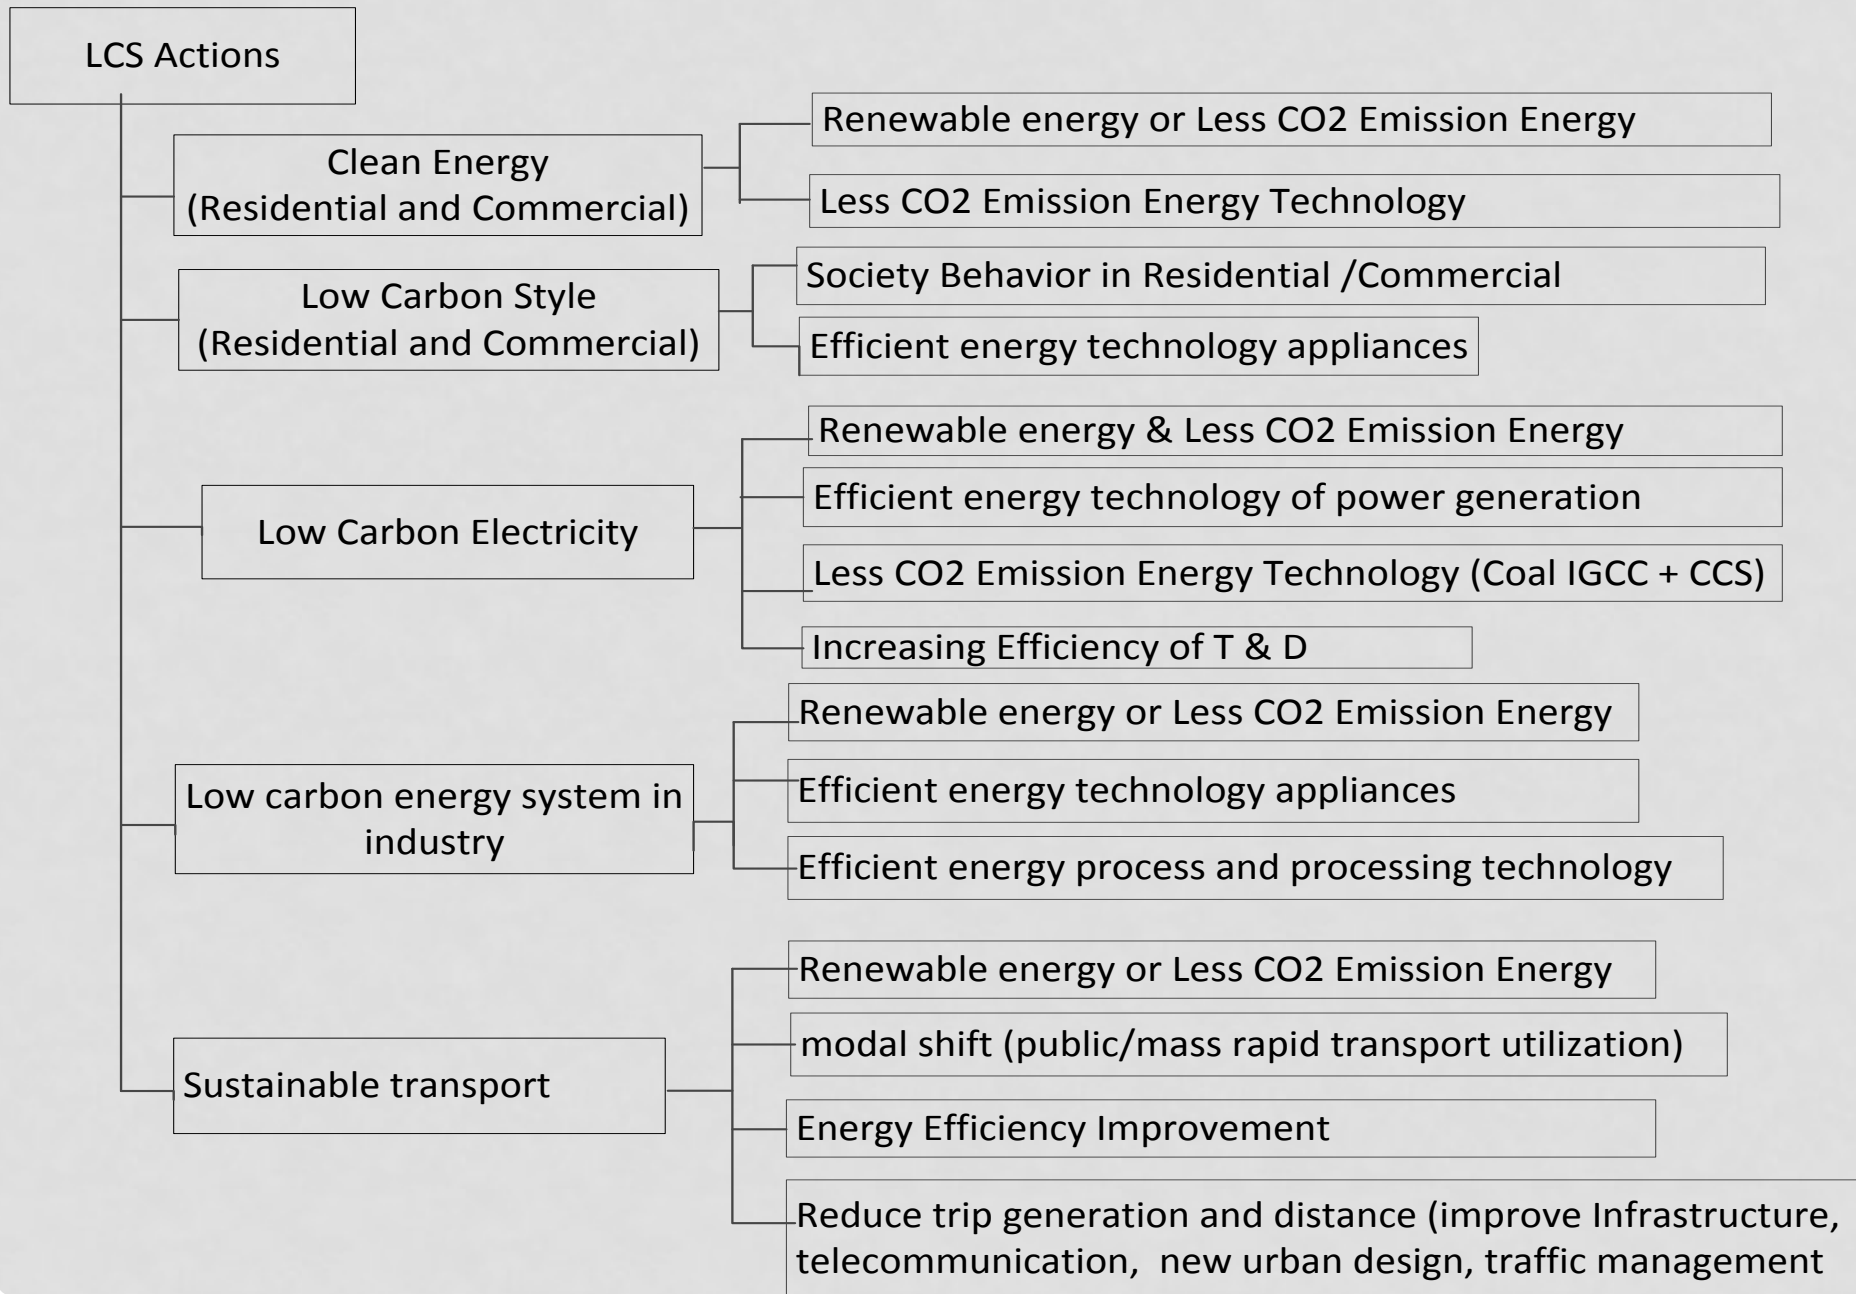 LCS Actions
Clean Energy
(Residential and Commercial)
Renewable energy or Less CO2 Emission Energy
Less CO2 Emission Energy Technology
Low Carbon Style
(Residential and Commercial)
Society Behavior in Residential /Commercial
Efficient energy technology appliances
Low Carbon Electricity
Renewable energy & Less CO2 Emission Energy
Efficient energy technology of power generation
Less CO2 Emission Energy Technology (Coal IGCC + CCS)
Increasing Efficiency of T & D
Low carbon energy system in
industry
Renewable energy or Less CO2 Emission Energy
Efficient energy technology appliances
Efficient energy process and processing technology
Sustainable transport
Renewable energy or Less CO2 Emission Energy
modal shift (public/mass rapid transport utilization)
Energy Efficiency Improvement
Reduce trip generation and distance (improve Infrastructure,
telecommunication,  new urban design, traffic management